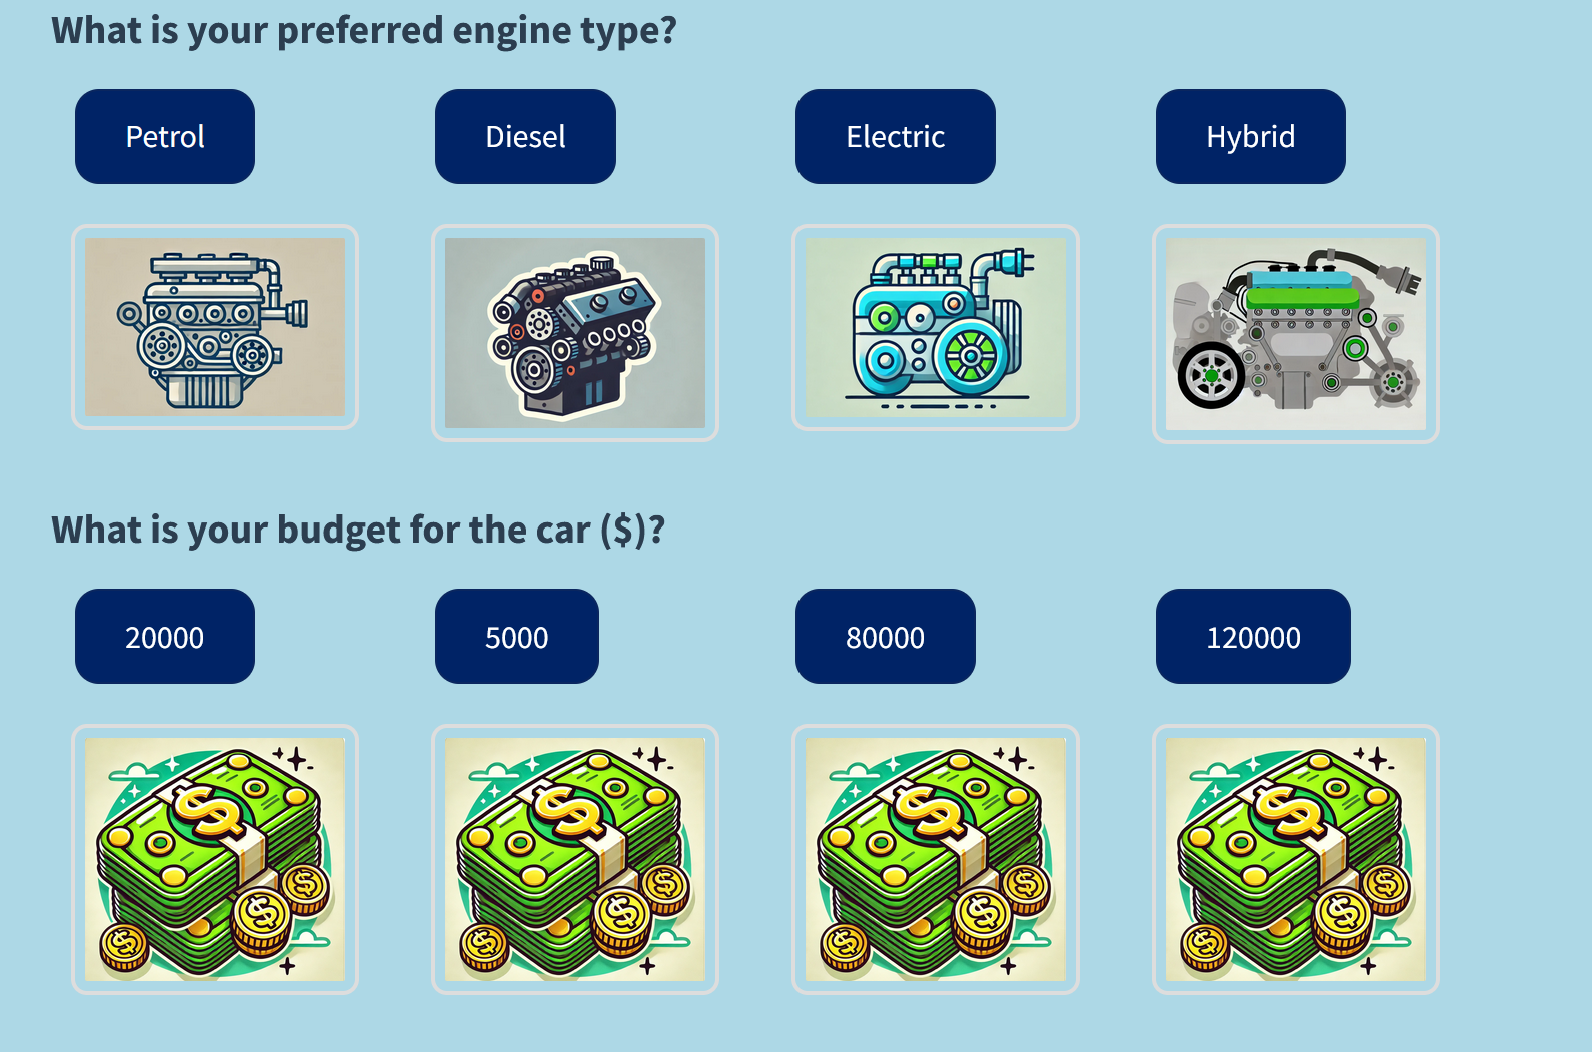 What is your preferred engine type?
Petrol
Diesel
Electric
Hybrid
What is your budget for the car ($)?
20000
5000
80000
120000